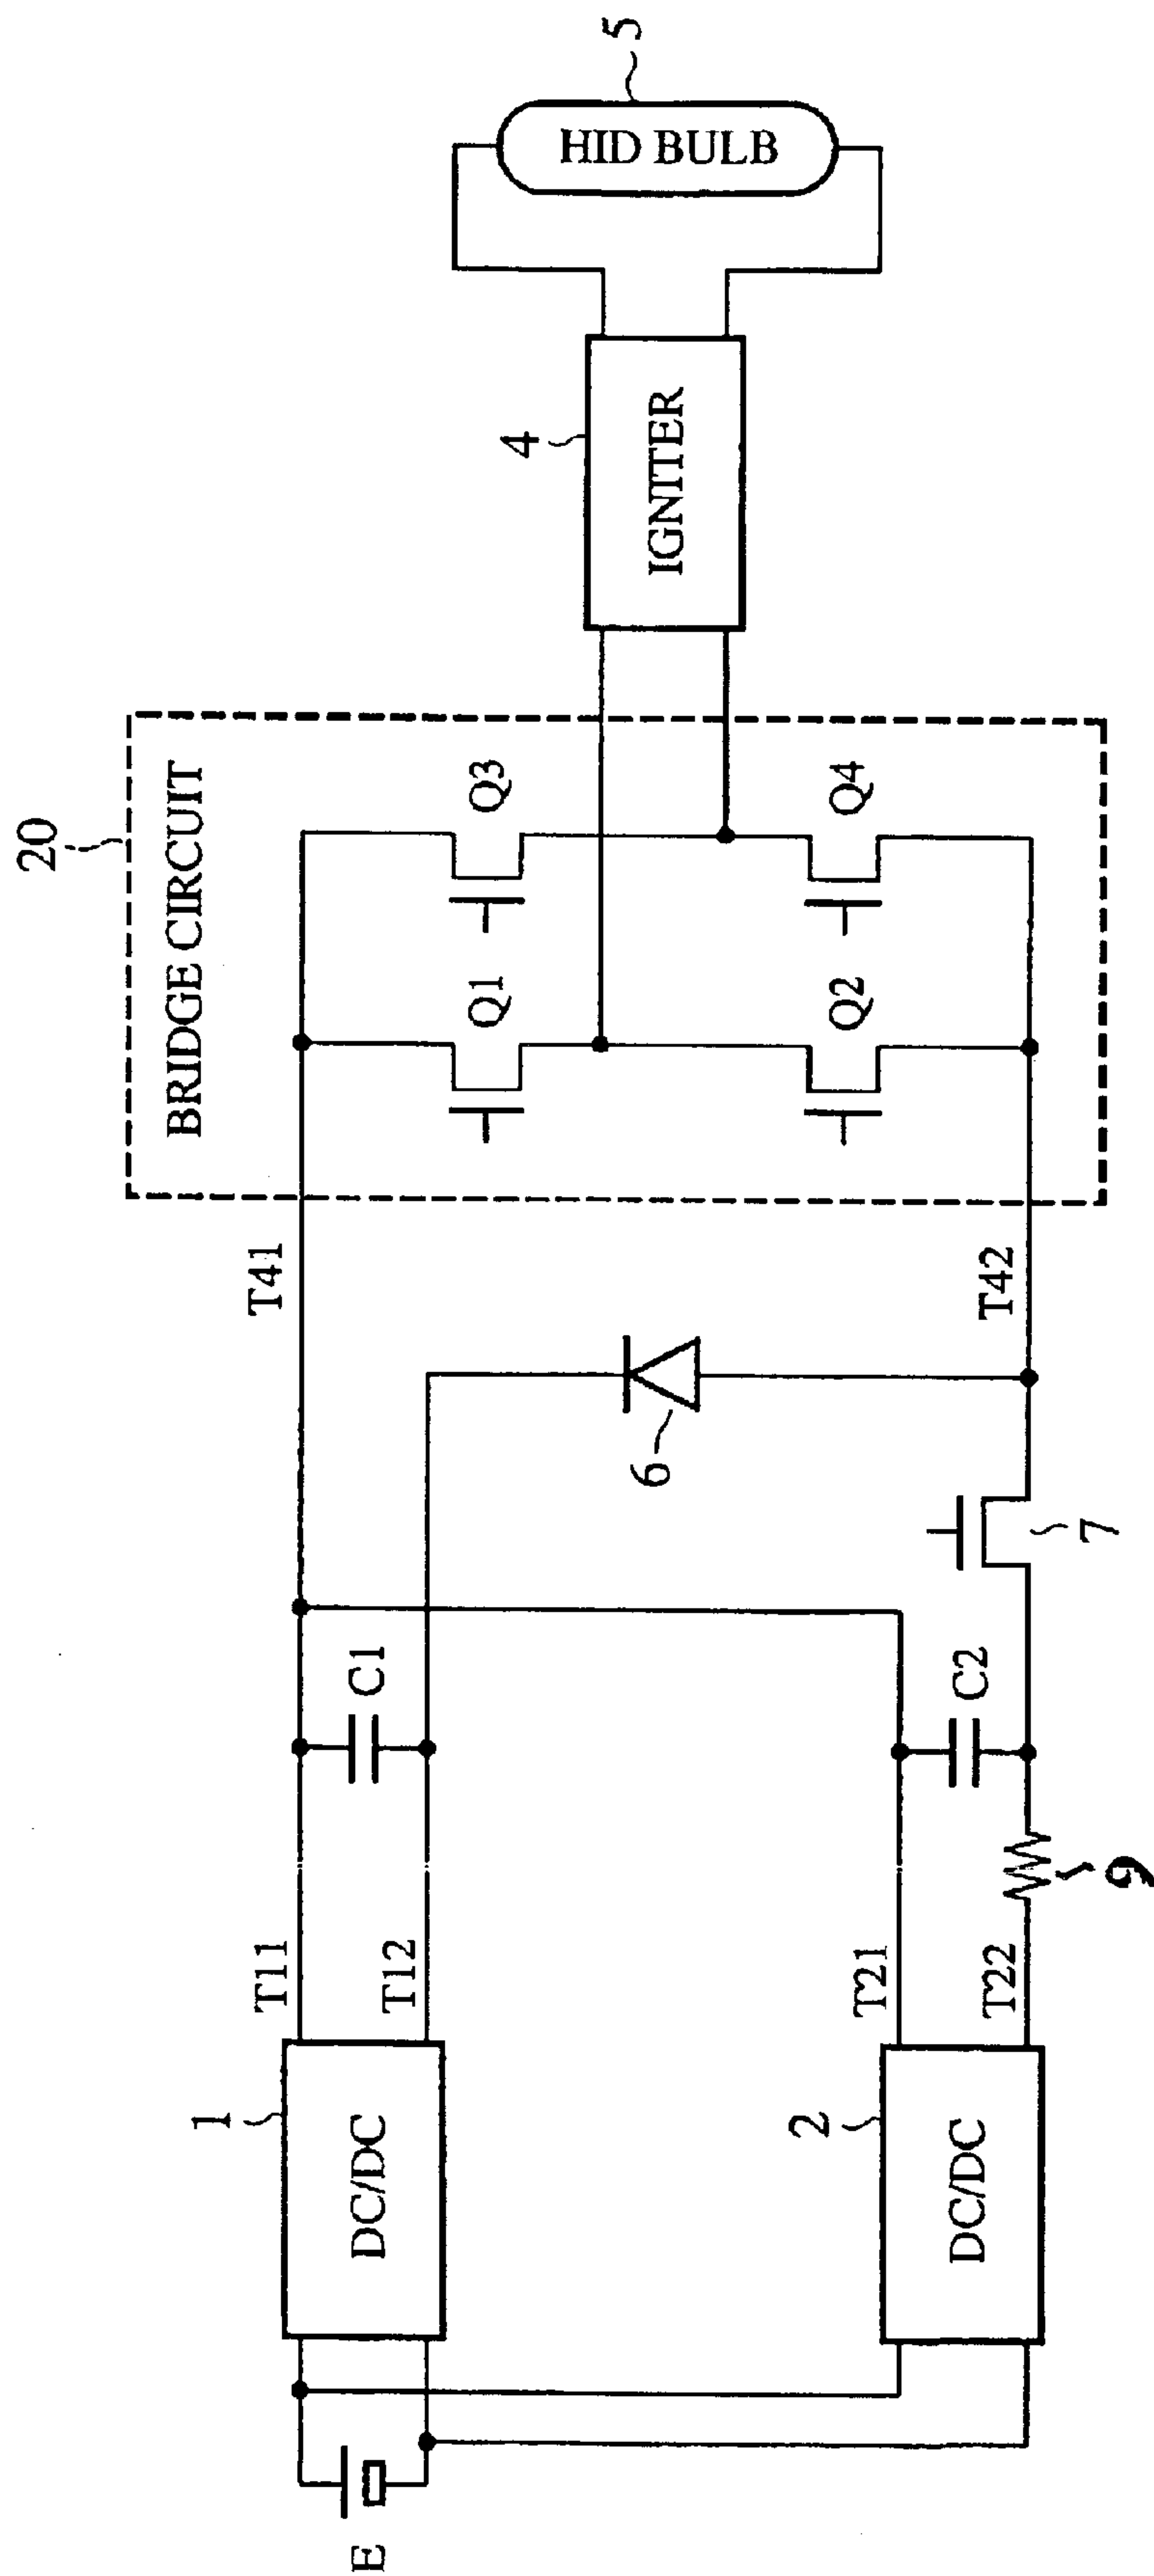 20
BRIDGE CIRCUIT
Q1
Q3
Q2
Q4
5
HID BULB
4
IGNITER
T41
T42
6
7
C1
C2
9
T11
T12
T21
T22
1
DC/DC
2
DC/DC
E